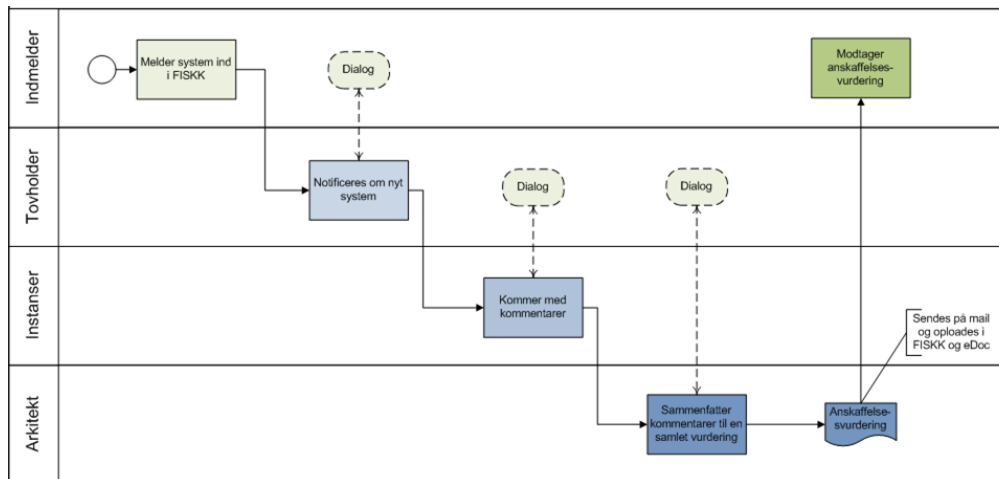 Indmelder
Melder system ind
i FISKK
Dialog
Modtager
anskaffelses-
vurdering
Tovholder
Notificeres om nyt
system
Dialog
Dialog
Instanser
Kommer med
kommentarer
Sendes på mail
og oploades i
FISKK og eDoc
Arkitekt
Sammenfatter
kommentarer til en
samlet vurdering
Anskaffelse-
svurdering